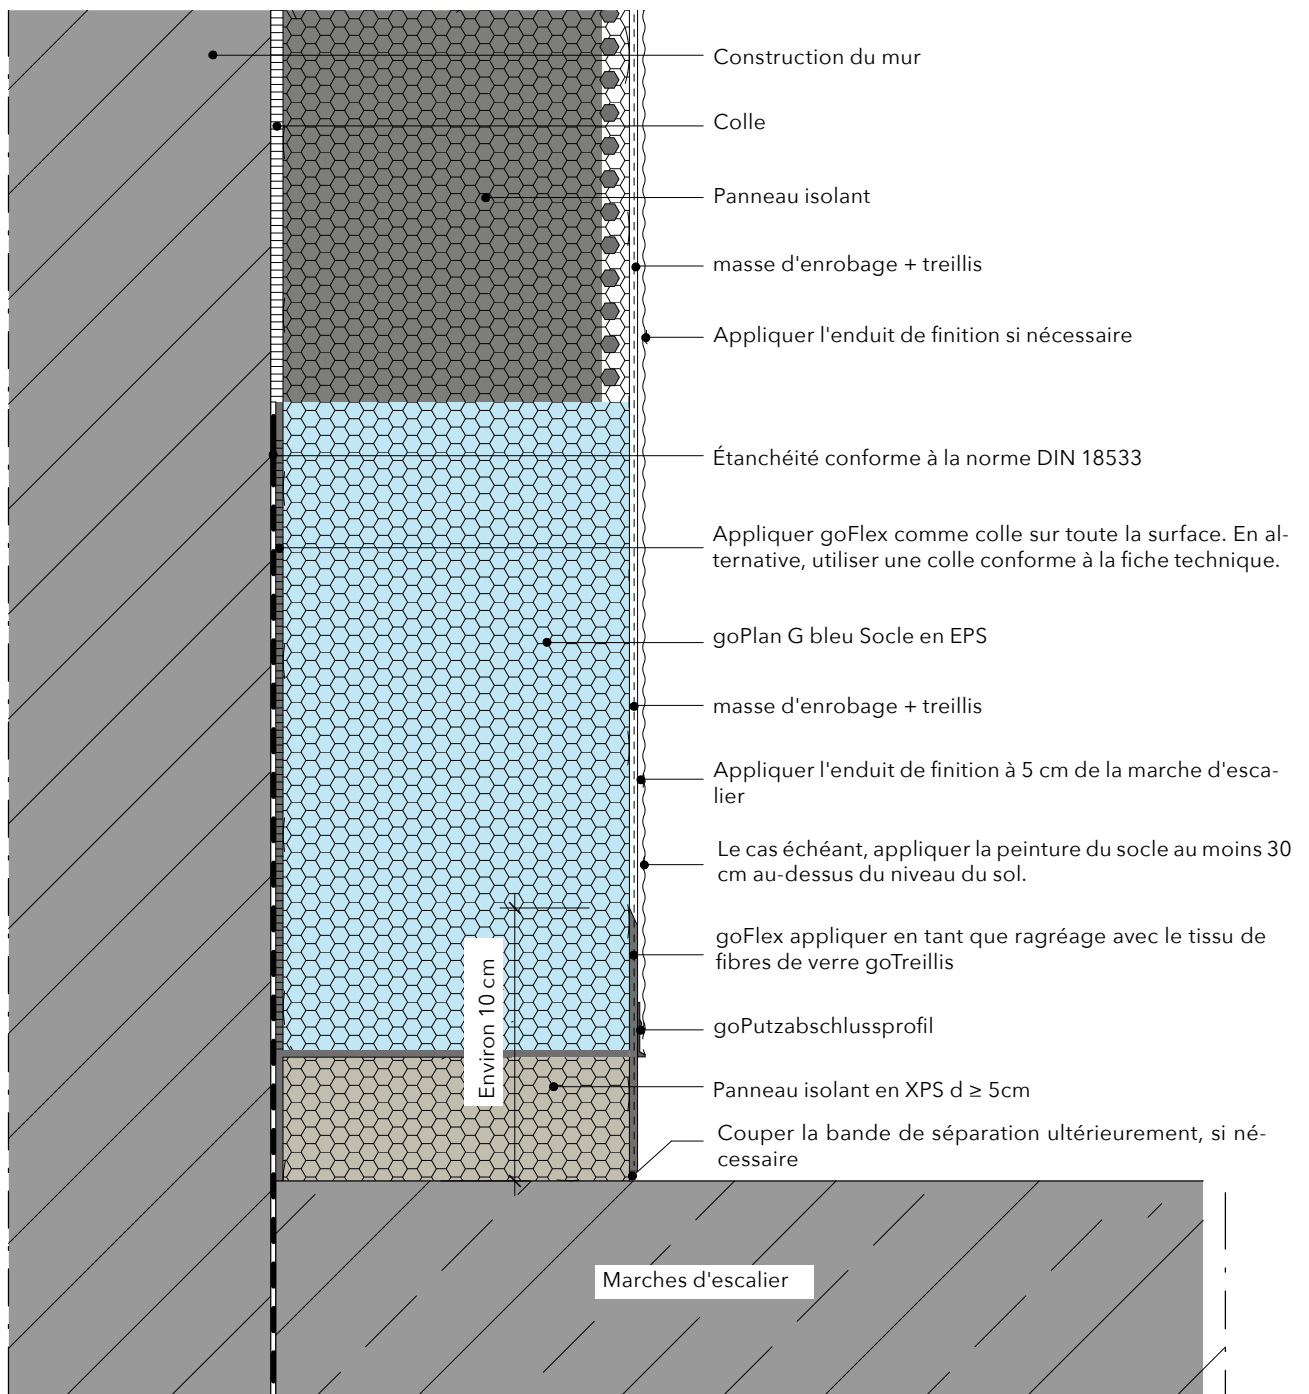 Construction du mur
Colle
Panneau isolant
masse d'enrobage + treillis
Appliquer l'enduit de finition si nécessaire
Étanchéité conforme à la norme DIN 18533
Appliquer goFlex comme colle sur toute la surface. En al-
ternative, utiliser une colle conforme à la fiche technique.
goPlan G bleu Socle en EPS
masse d'enrobage + treillis
Appliquer l'enduit de finition à 5 cm de la marche d'esca-
lier
Le cas échéant, appliquer la peinture du socle au moins 30
cm au-dessus du niveau du sol.
goFlex appliquer en tant que ragréage avec le tissu de
fibres de verre goTreillis
Environ 10 cm
goPutzabschlussprofil
Panneau isolant en XPS d ≥ 5cm
Couper la bande de séparation ultérieurement, si né-
cessaire
Marches d'escalier